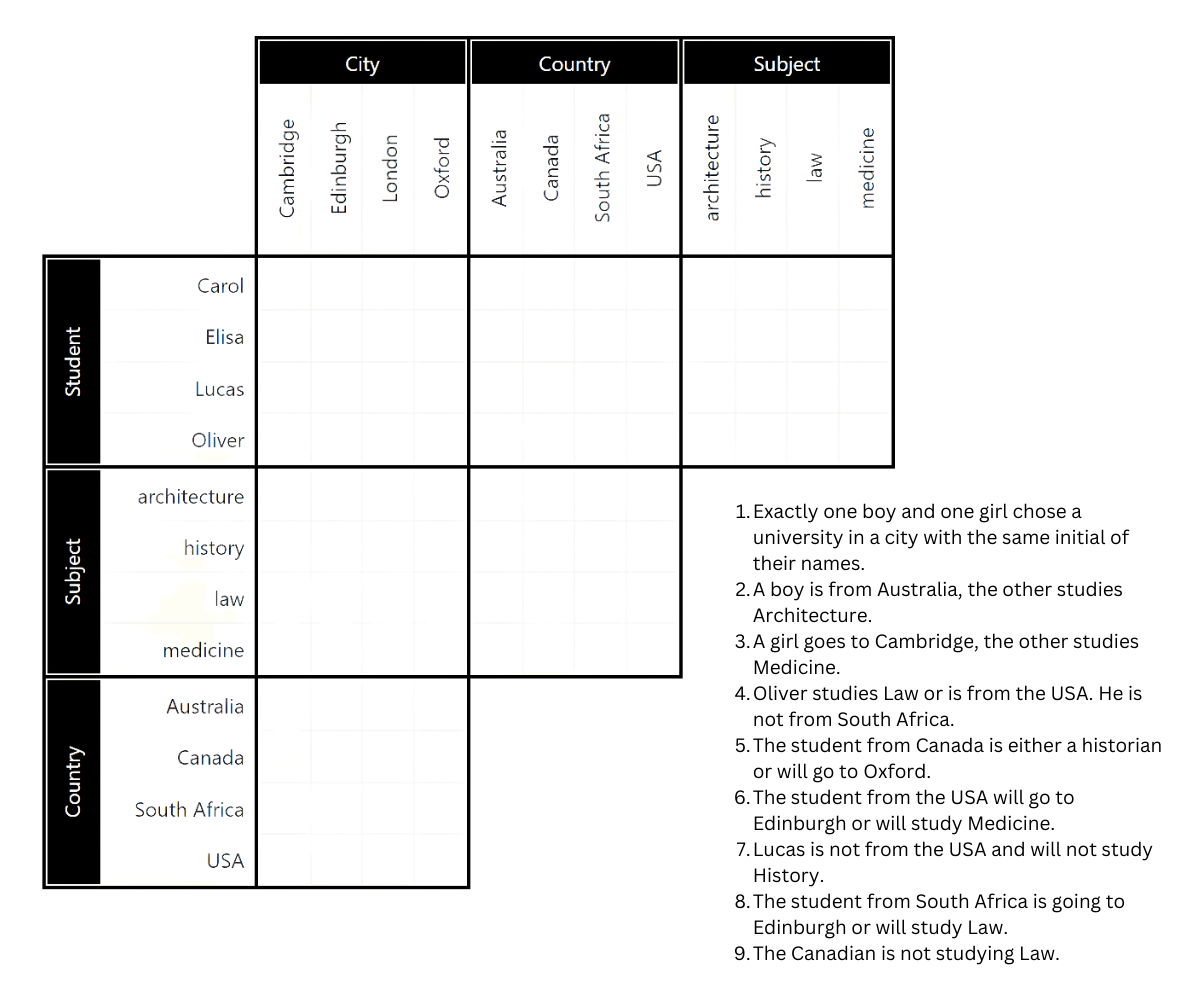 City Country Subject
Cambridge Edinburgh London Oxford Australia Canada South Africa USA architecture history law medicine
Student
Carol
Elisa
Lucas
Oliver
Subject
architecture
history
law
medicine
Country
Australia
Canada
South Africa
USA
1. Exactly one boy and one girl chose a
university in a city with the same initial of
their names.
2. A boy is from Australia, the other studies
Architecture.
3. A girl goes to Cambridge, the other studies
Medicine.
4. Oliver studies Law or is from the USA. He is
not from South Africa.
5. The student from Canada is either a historian
or will go to Oxford.
6. The student from the USA will go to
Edinburgh or will study Medicine.
7. Lucas is not from the USA and will not study
History.
8. The student from South Africa is going to
Edinburgh or will study Law.
9. The Canadian is not studying Law.